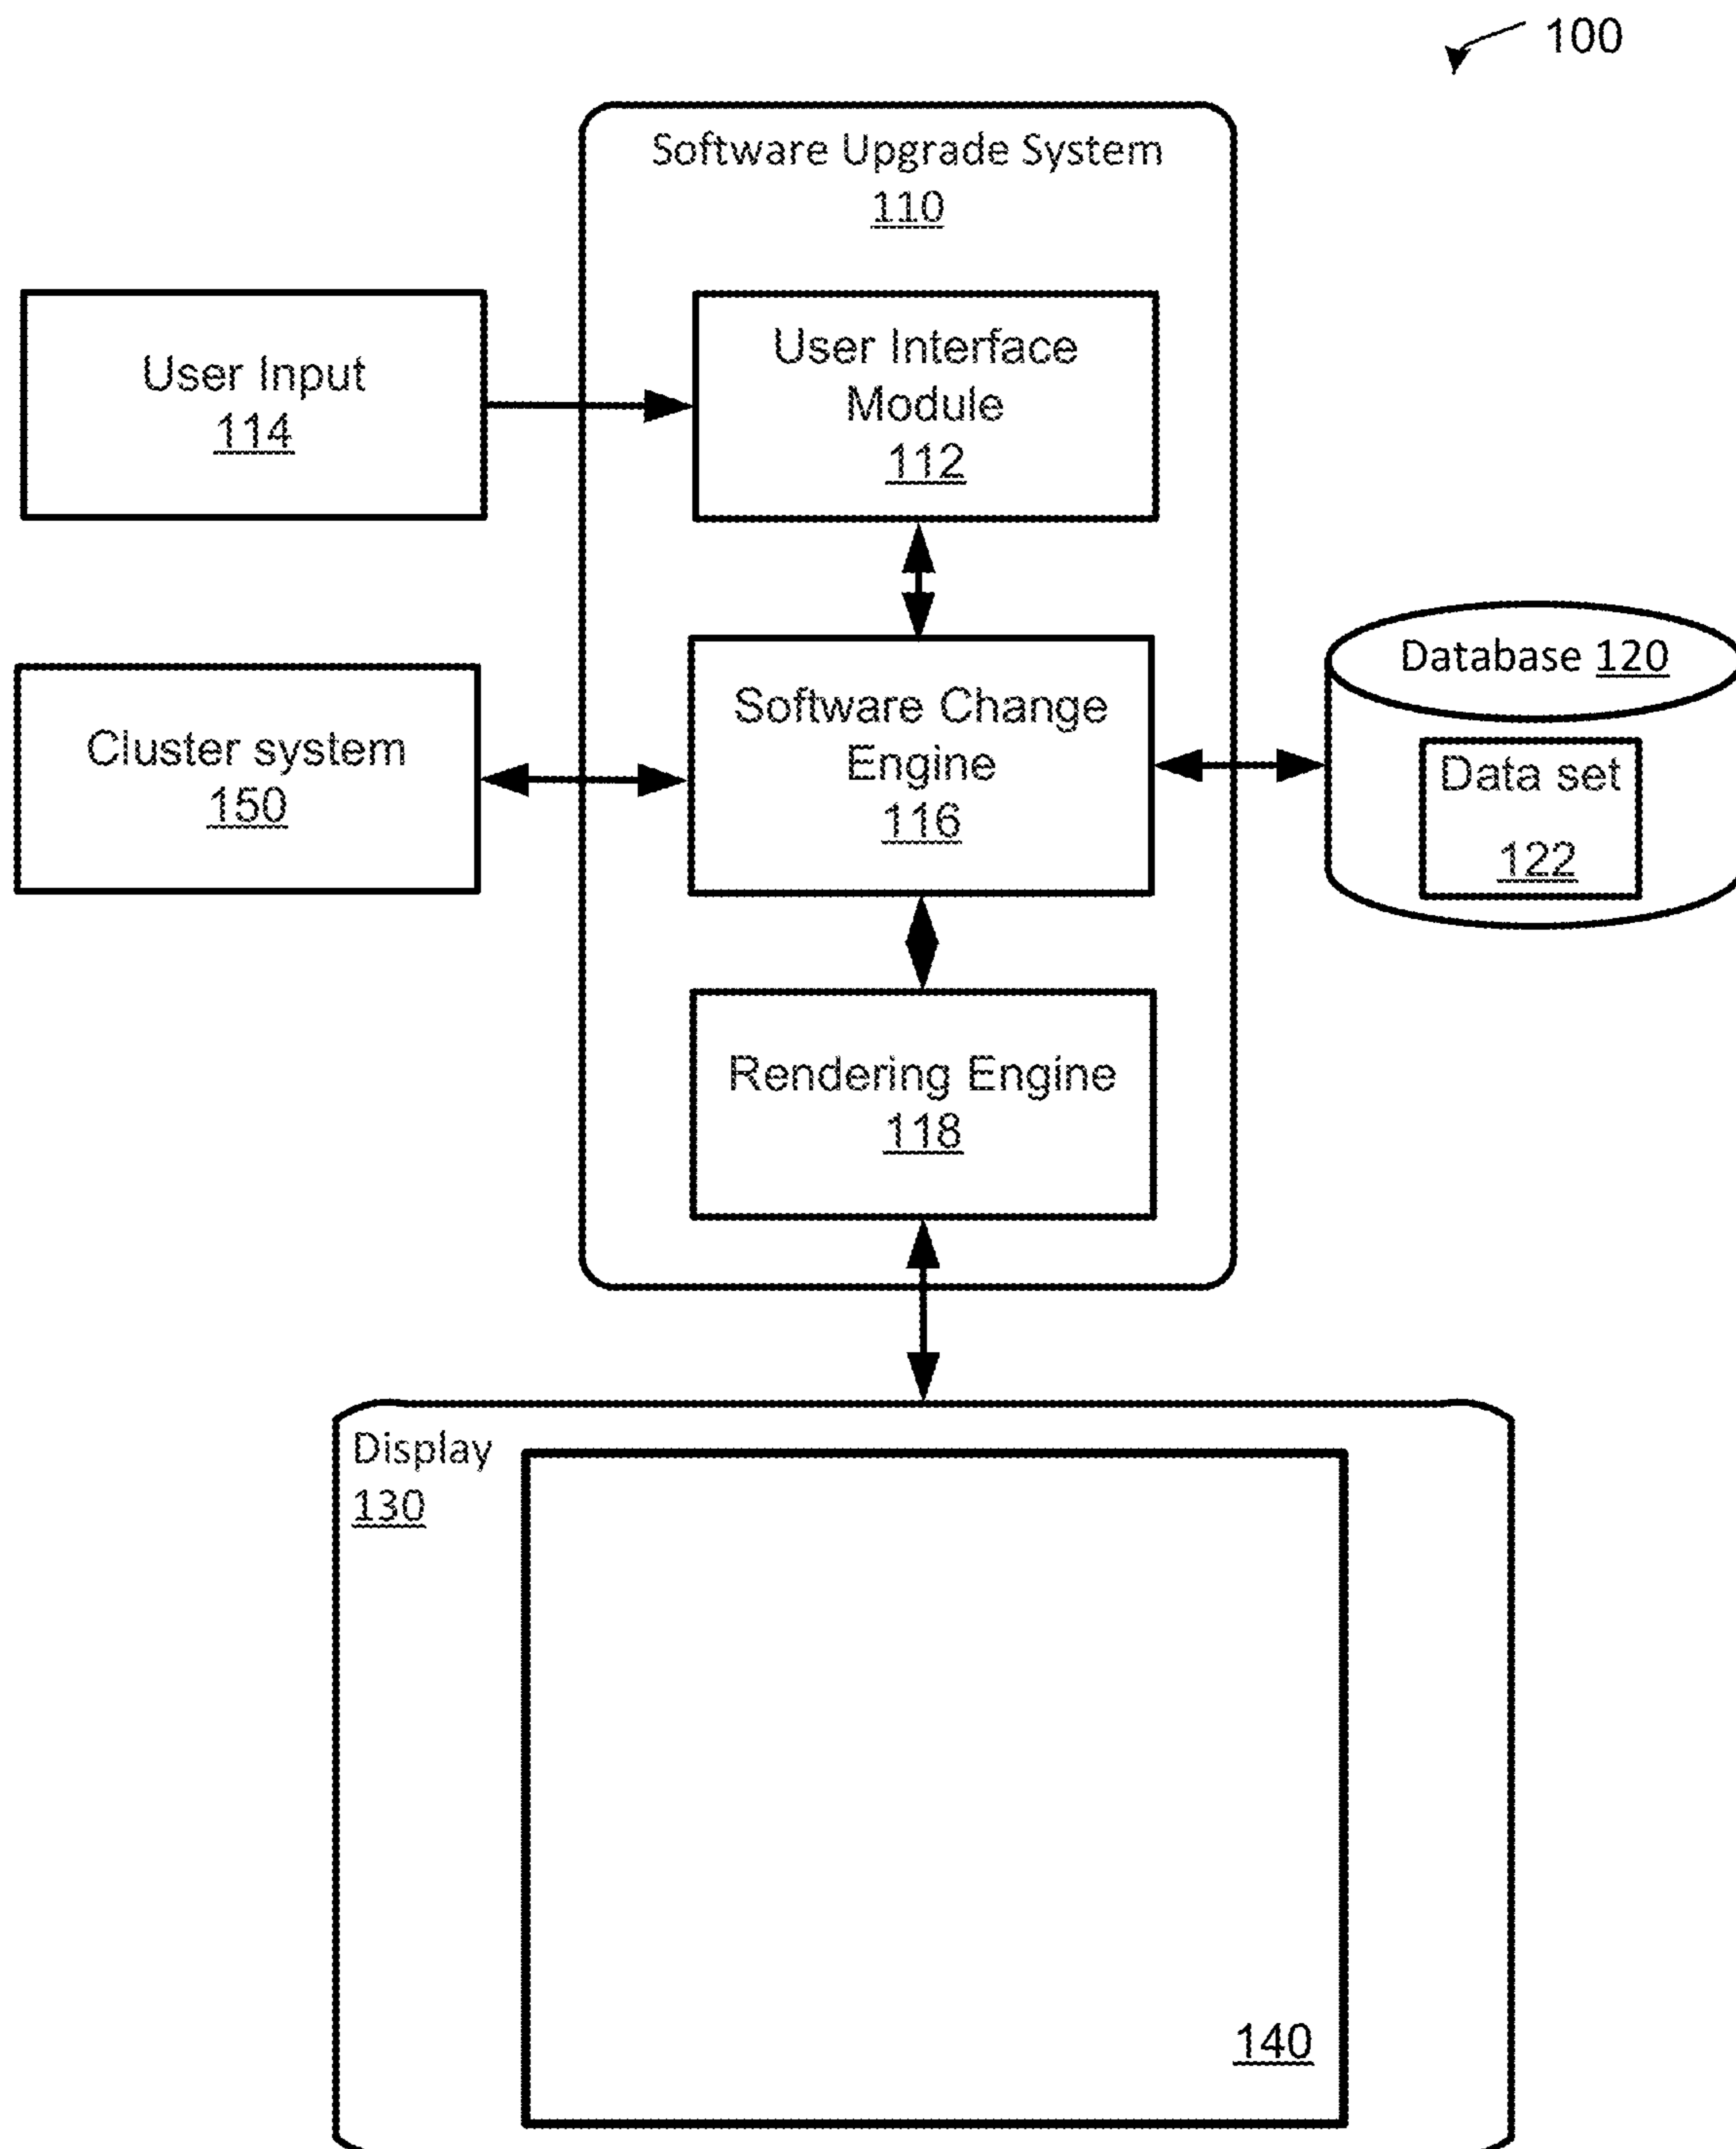 100
Software Upgrade System
110
User Input
114
User Interface
Module
112
Cluster system
150
Software Change
Engine
116
Database 120
Data set
122
Rendering Engine
118
Display
130
140